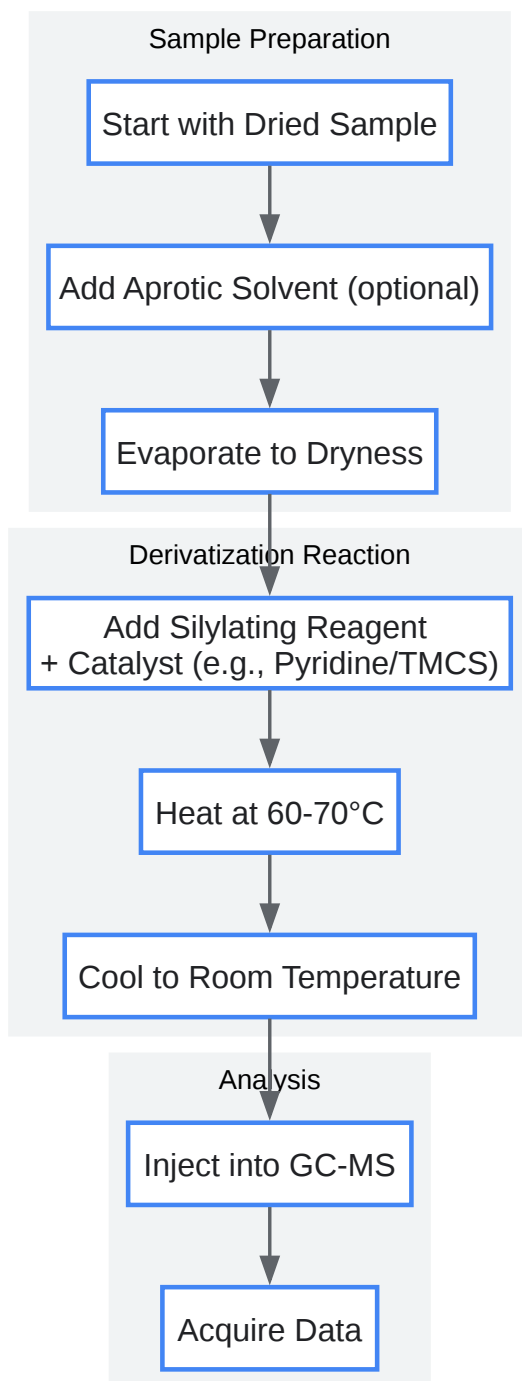 Sample Preparation
Start with Dried Sample
Add Aprotic Solvent (optional)
Evaporate to Dryness
Derivatization Reaction
Add Silylating Reagent
+ Catalyst (e.g., Pyridine/TMCS)
Heat at 60-70°C
Cool to Room Temperature
Analysis
Inject into GC-MS
Acquire Data